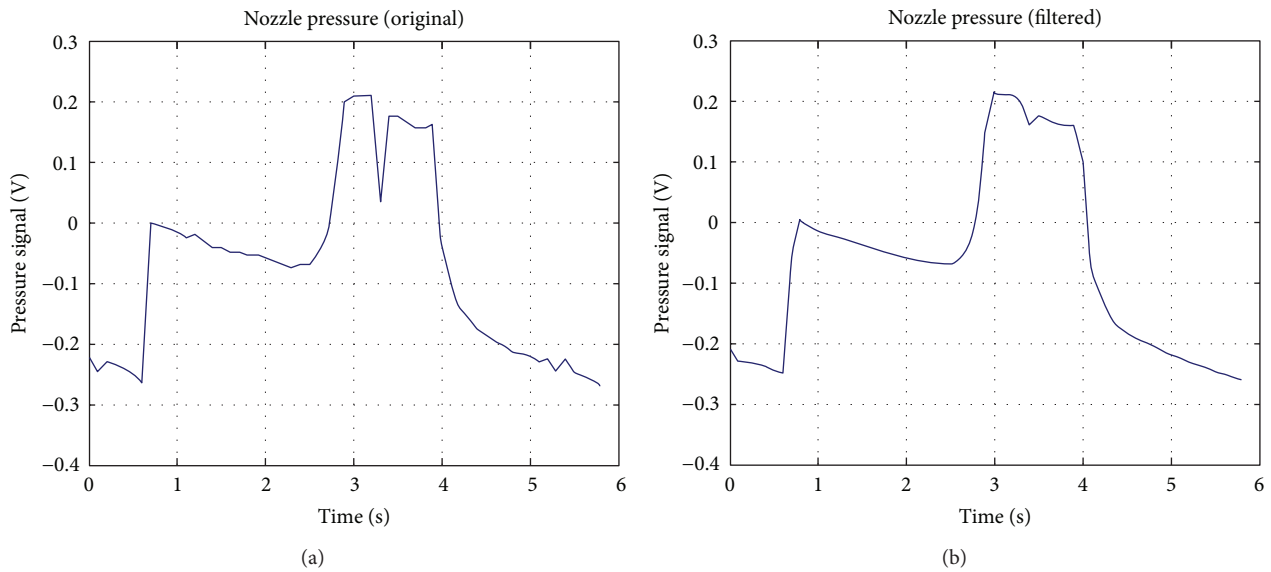 Nozzle pressure (original)
0.3
0.2
0.1
0
−0.1
−0.2
−0.3
−0.4
Pressure signal (V)
0 1 2 3 4 5 6
Time (s)
(a)
Nozzle pressure (filtered)
0.3
0.2
0.1
0
−0.1
−0.2
−0.3
−0.4
Pressure signal (V)
0 1 2 3 4 5 6
Time (s)
(b)